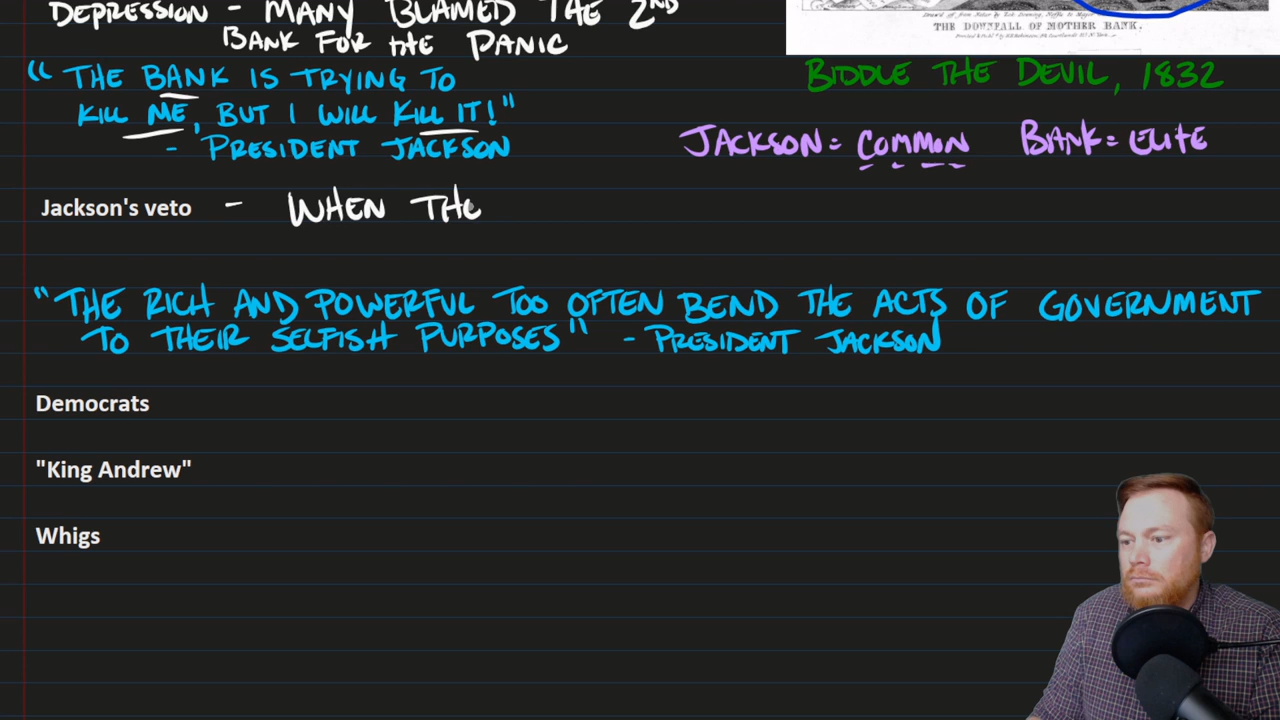 DEPRESSION - MANY BLAMED THE 2ND
BANK FOR THE PANIC
THE DOWNFALL OF MOTHER BANK.
"THE BANK IS TRYING TO
KILL ME, BUT I WILL KILL IT!"
- PRESIDENT JACKSON
BIDDLE THE DEVIL, 1832
JACKSON = COMMON BANK = ELITE
Jackson's veto - WHEN THE
"THE RICH AND POWERFUL TOO OFTEN BEND THE ACTS OF GOVERNMENT
TO THEIR SELFISH PURPOSES" - PRESIDENT JACKSON
Democrats
"King Andrew"
Whigs